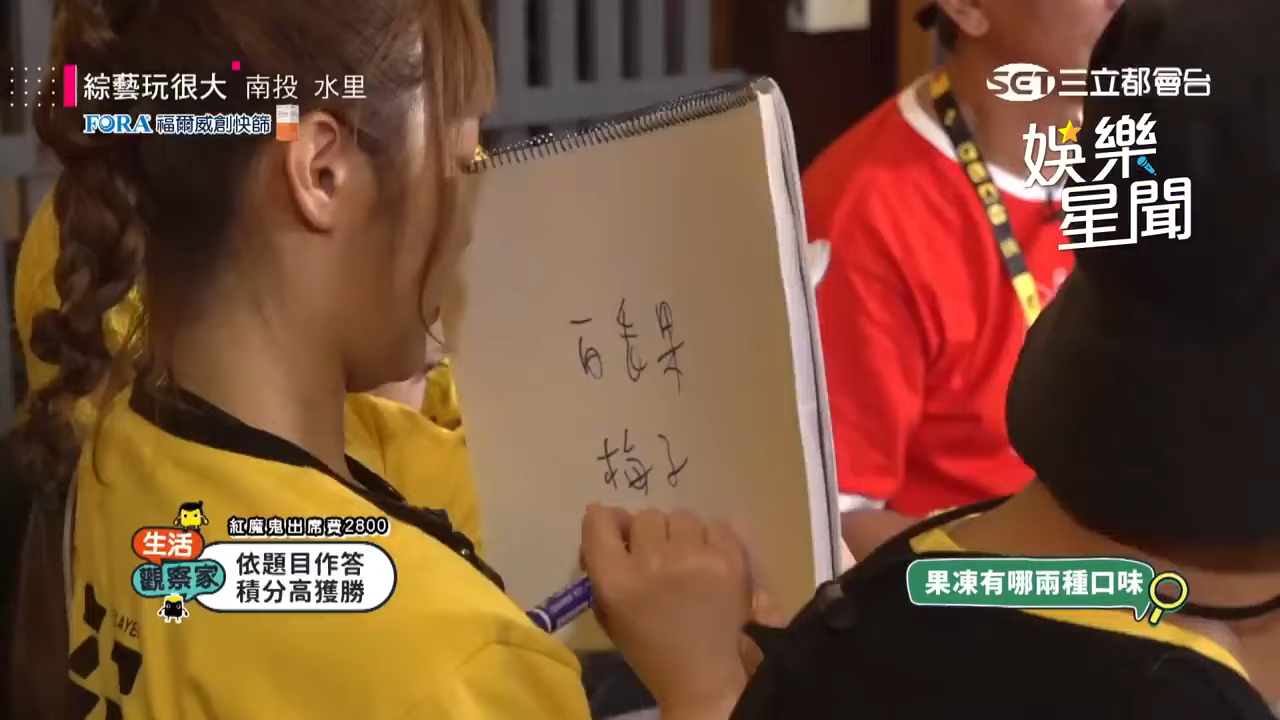 綜藝玩很大 南投 水里
FORA 福爾威創快篩
SET 三立都會台
娛樂
星聞
百香果
梅子
紅魔鬼出席費2800
生活
觀察家
依題目作答
積分高獲勝
果凍有哪兩種口味